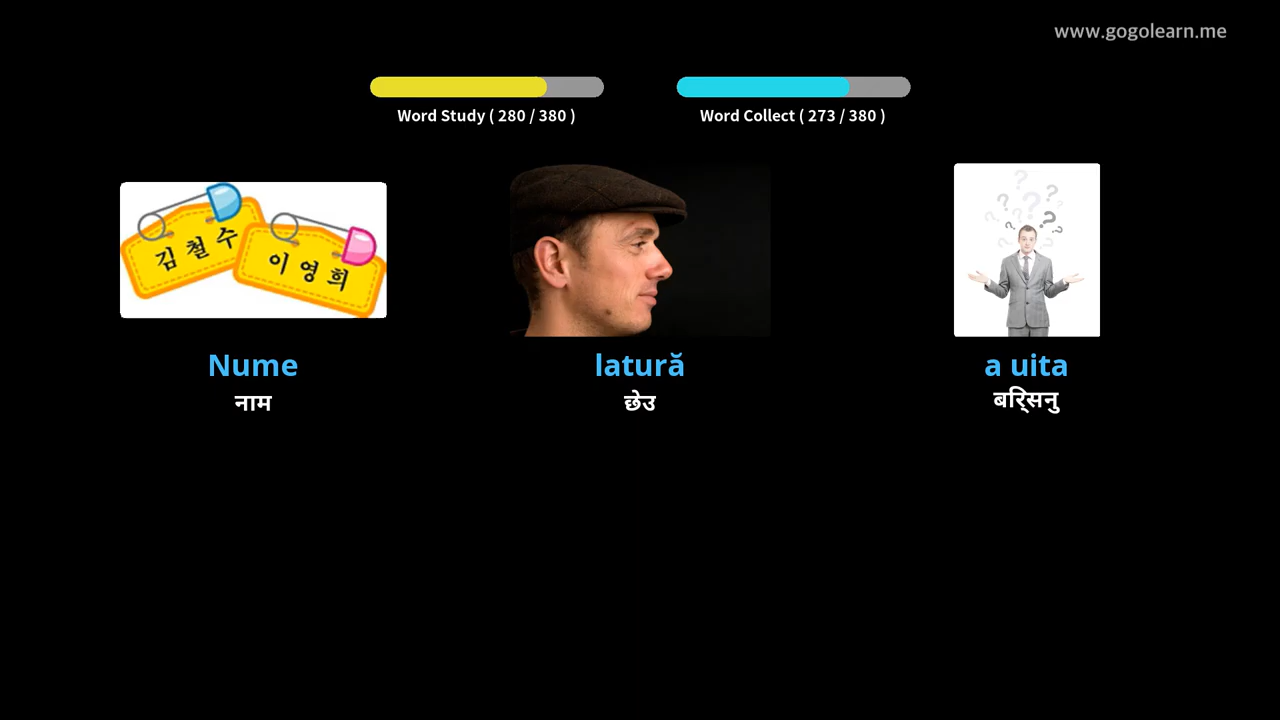 www.gogolearn.me
Word Study ( 280 / 380 )
Word Collect ( 273 / 380 )
김철수
이영희
Nume
latură
a uita
नाम
छेउ
बिर्सिनु